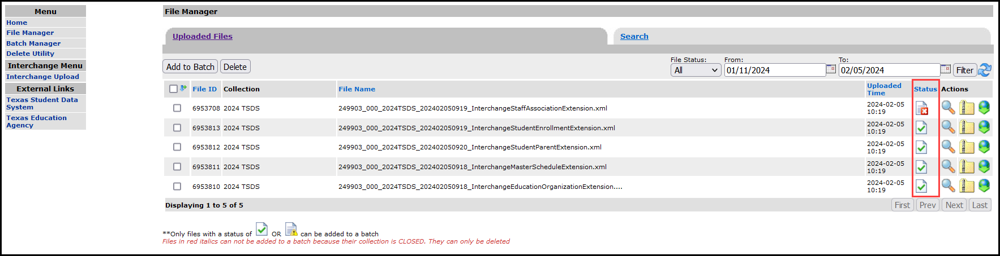 Menu
Home
File Manager
Batch Manager
Delete Utility
Interchange Menu
Interchange Upload
External Links
Texas Student Data
System
Texas Education
Agency
File Manager
Uploaded Files
Search
Add to Batch Delete
File Status: From: To:
All 01/11/2024 02/05/2024 Filter
File ID Collection File Name Uploaded Time Status Actions
6953708 2024 TSDS 249903_000_2024TSDS_202402050919_InterchangeStaffAssociationExtension.xml 2024-02-05 10:19
6953813 2024 TSDS 249903_000_2024TSDS_202402050919_InterchangeStudentEnrollmentExtension.xml 2024-02-05 10:19
6953812 2024 TSDS 249903_000_2024TSDS_202402050920_InterchangeStudentParentExtension.xml 2024-02-05 10:19
6953811 2024 TSDS 249903_000_2024TSDS_202402050918_InterchangeMasterScheduleExtension.xml 2024-02-05 10:19
6953810 2024 TSDS 249903_000_2024TSDS_202402050918_InterchangeEducationOrganizationExtension.... 2024-02-05 10:19
Displaying 1 to 5 of 5 First Prev Next Last
**Only files with a status of OR can be added to a batch
Files in red italics can not be added to a batch because their collection is CLOSED. They can only be deleted